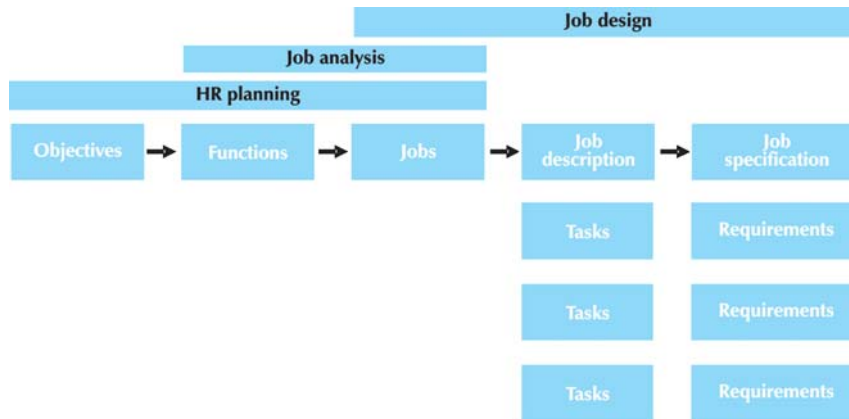 Job design
Job analysis
HR planning
Objectives
Functions
Jobs
Job
description
Job
specification
Tasks
Requirements
Tasks
Requirements
Tasks
Requirements